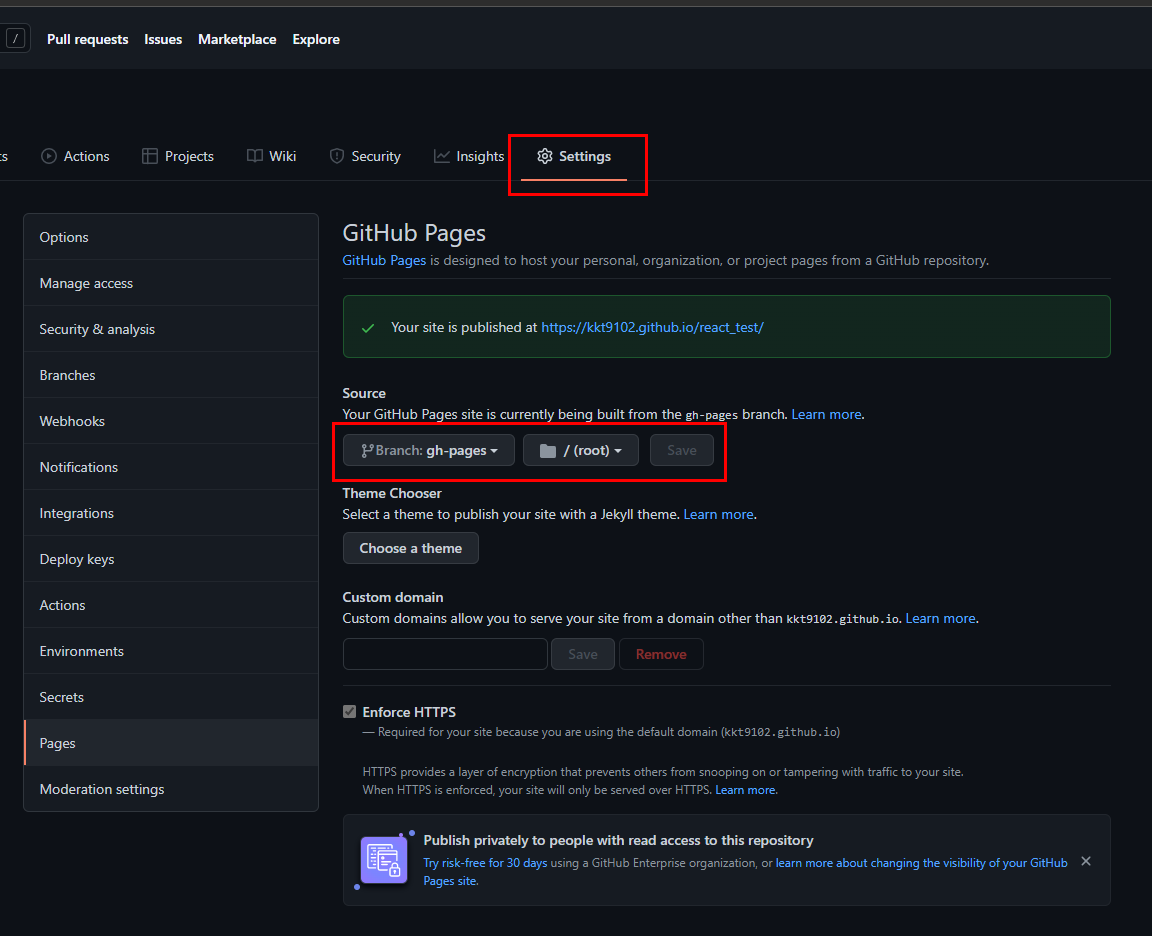 / Pull requests Issues Marketplace Explore
ts Actions Projects Wiki Security Insights Settings
Options
Manage access
Security & analysis
Branches
Webhooks
Notifications
Integrations
Deploy keys
Actions
Environments
Secrets
Pages
Moderation settings
GitHub Pages
GitHub Pages is designed to host your personal, organization, or project pages from a GitHub repository.
Your site is published at https://kkt9102.github.io/react_test/
Source
Your GitHub Pages site is currently being built from the gh-pages branch. Learn more.
Branch: gh-pages / (root) Save
Theme Chooser
Select a theme to publish your site with a Jekyll theme. Learn more.
Choose a theme
Custom domain
Custom domains allow you to serve your site from a domain other than kkt9102.github.io. Learn more.
Save Remove
Enforce HTTPS
— Required for your site because you are using the default domain (kkt9102.github.io)
HTTPS provides a layer of encryption that prevents others from snooping on or tampering with traffic to your site.
When HTTPS is enforced, your site will only be served over HTTPS. Learn more.
Publish privately to people with read access to this repository
Try risk-free for 30 days using a GitHub Enterprise organization, or learn more about changing the visibility of your GitHub
Pages site.